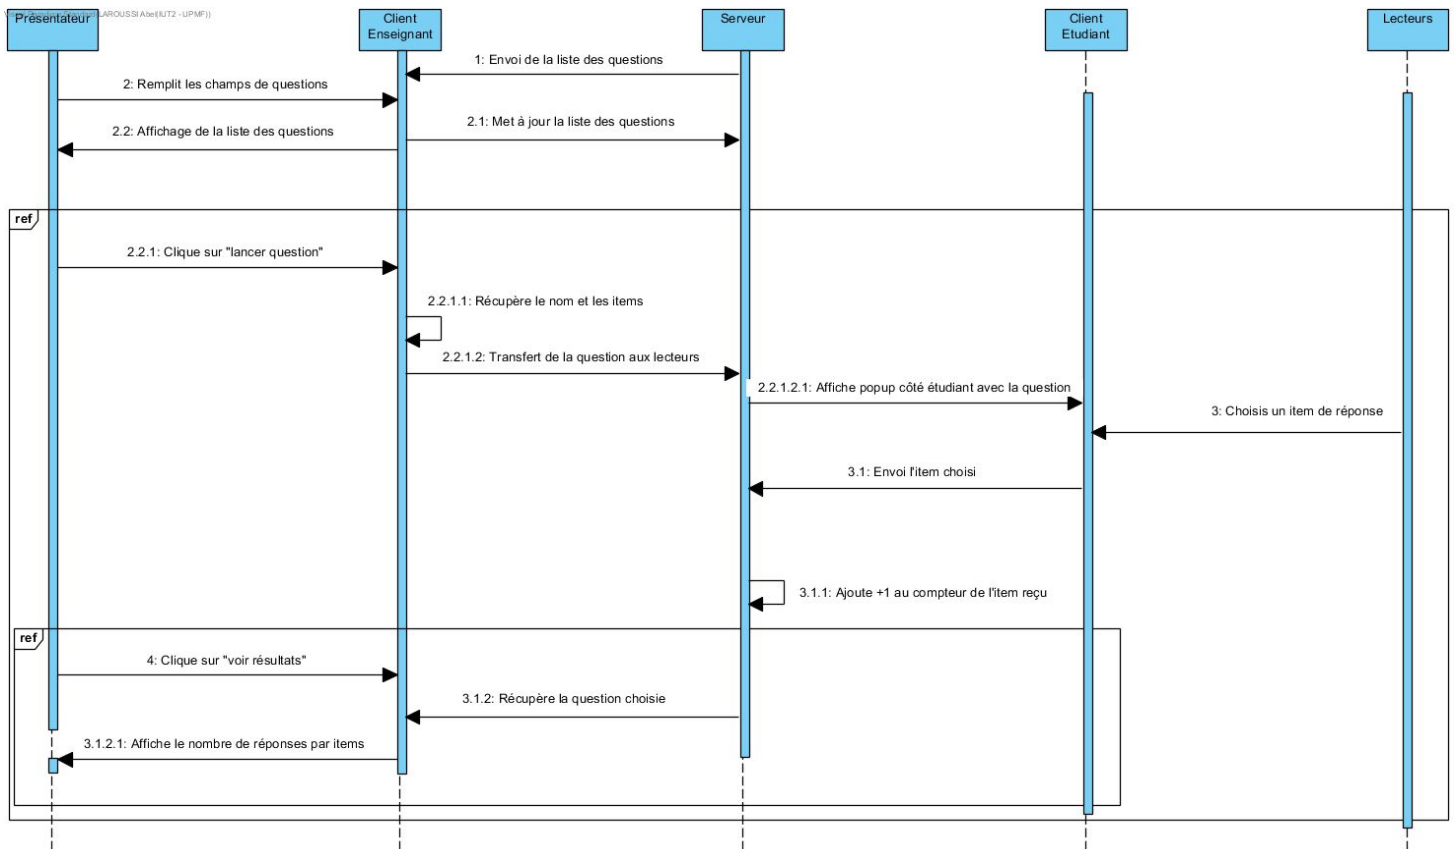 Présentateur
LAROUSSI Abel(IUT2 - UPMF))
Client
Enseignant
Serveur
Client
Etudiant
Lecteurs
1: Envoi de la liste des questions
2: Remplit les champs de questions
2.1: Met à jour la liste des questions
2.2: Affichage de la liste des questions
ref
2.2.1: Clique sur "lancer question"
2.2.1.1: Récupère le nom et les items
2.2.1.2: Transfert de la question aux lecteurs
2.2.1.2.1: Affiche popup côté étudiant avec la question
3: Choisis un item de réponse
3.1: Envoi l'item choisi
3.1.1: Ajoute +1 au compteur de l'item reçu
ref
4: Clique sur "voir résultats"
3.1.2: Récupère la question choisie
3.1.2.1: Affiche le nombre de réponses par items